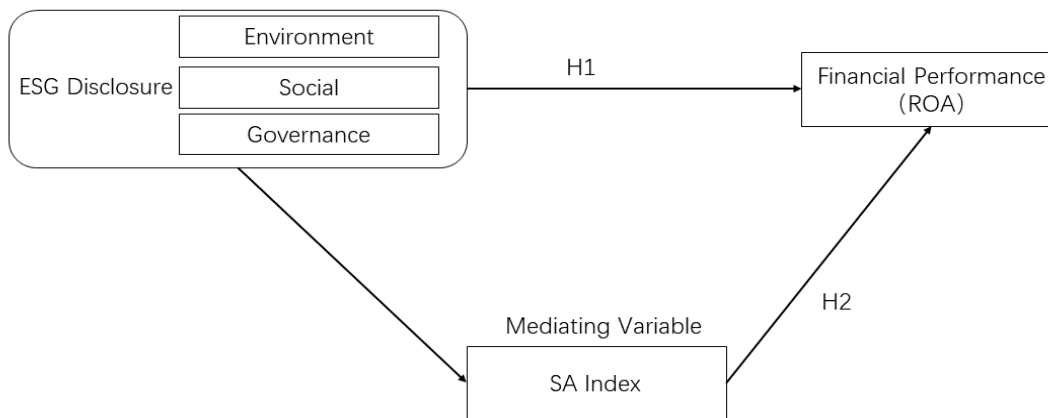 Environment
ESG Disclosure
Social
Governance
H1
Financial Performance
(ROA)
H2
Mediating Variable
SA Index